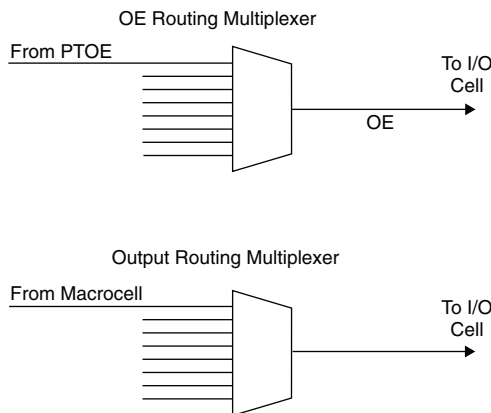 OE Routing Multiplexer
From PTOE
To I/O
Cell
OE
Output Routing Multiplexer
From Macrocell
To I/O
Cell